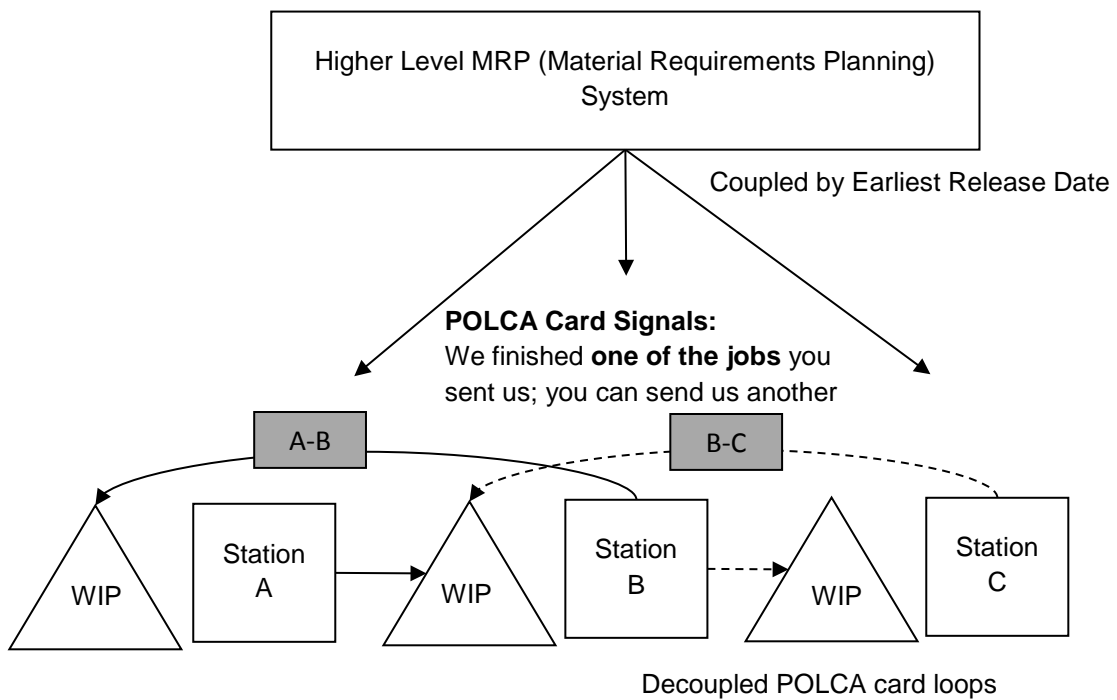 Higher Level MRP (Material Requirements Planning)
System
Coupled by Earliest Release Date
POLCA Card Signals:
We finished one of the jobs you
sent us; you can send us another
A-B
B-C
WIP
Station
A
WIP
Station
B
WIP
Station
C
Decoupled POLCA card loops